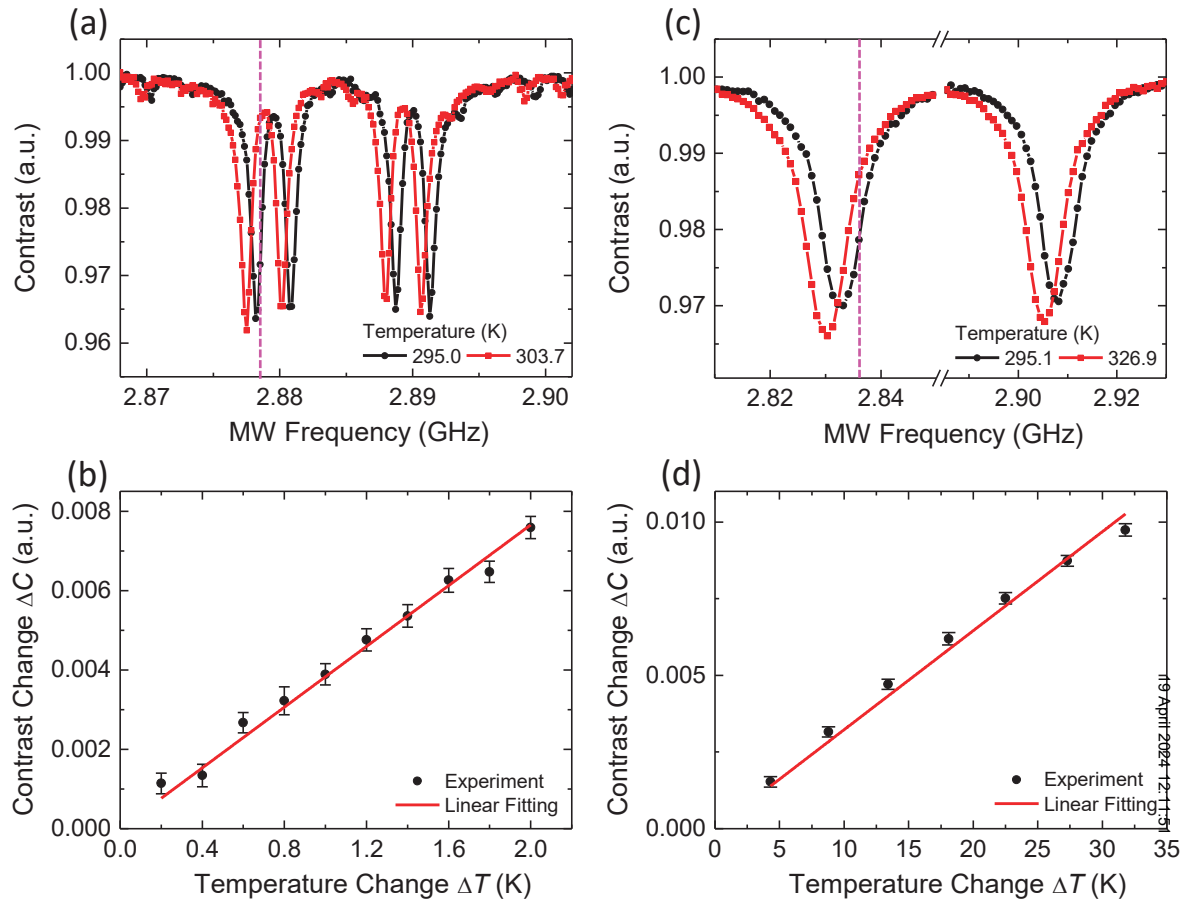 (a)
Contrast (a.u.)
1.00
0.99
0.98
0.97
0.96
Temperature (K)
295.0 303.7
2.87 2.88 2.89 2.90
MW Frequency (GHz)
(c)
Contrast (a.u.)
1.00
0.99
0.98
0.97
Temperature (K)
295.1 326.9
2.82 2.84 2.90 2.92
MW Frequency (GHz)
(b)
Contrast Change ΔC (a.u.)
0.008
0.006
0.004
0.002
0.000
Experiment
Linear Fitting
0.0 0.4 0.8 1.2 1.6 2.0
Temperature Change ΔT (K)
(d)
Contrast Change ΔC (a.u.)
0.010
0.005
0.000
Experiment
Linear Fitting
0 5 10 15 20 25 30 35
Temperature Change ΔT (K)
19 April 2024 12:11:51